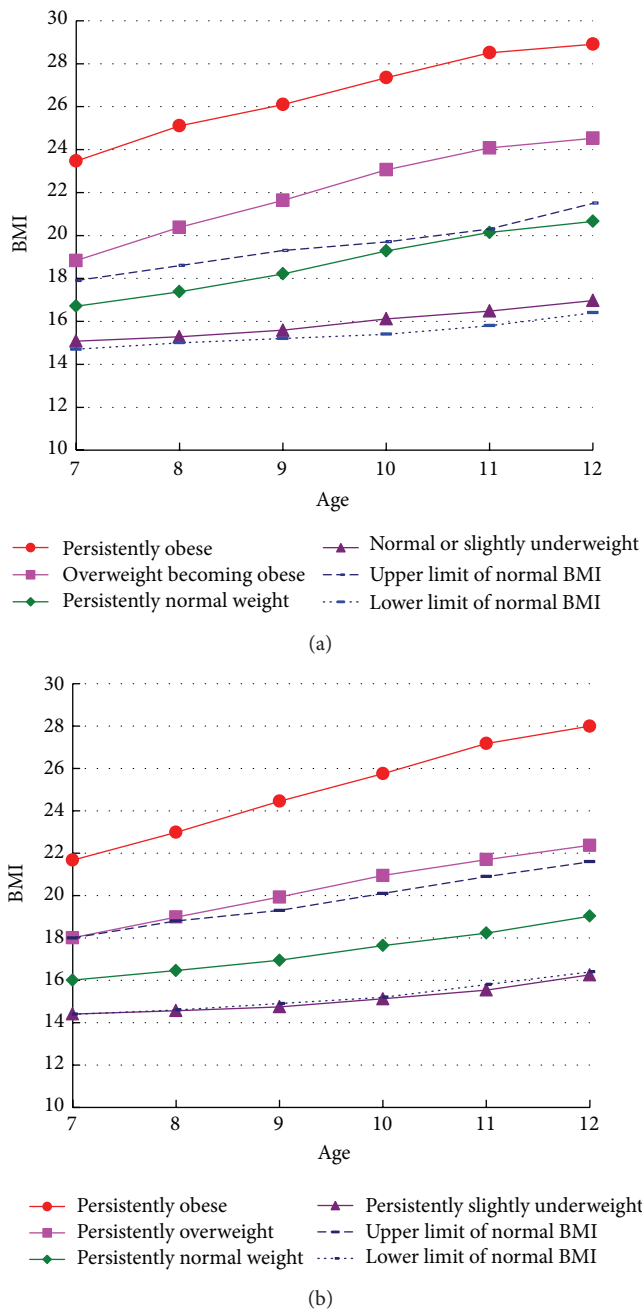 30
28
26
24
22
20
18
16
14
12
10
BMI
7 8 9 10 11 12
Age
Persistently obese
Overweight becoming obese
Persistently normal weight
Normal or slightly underweight
Upper limit of normal BMI
Lower limit of normal BMI
(a)
30
28
26
24
22
20
18
16
14
12
10
BMI
7 8 9 10 11 12
Age
Persistently obese
Persistently overweight
Persistently normal weight
Persistently slightly underweight
Upper limit of normal BMI
Lower limit of normal BMI
(b)